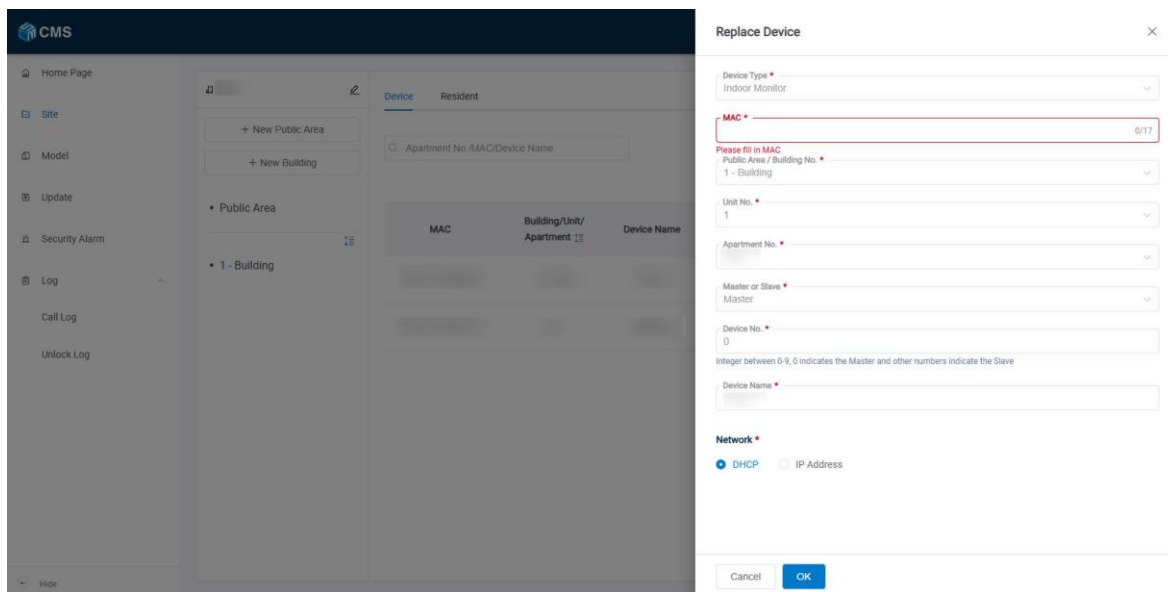 CMS
Home Page
Site
Model
Update
Security Alarm
Log
Call Log
Unlock Log
Hide
+ New Public Area
+ New Building
• Public Area
• 1 - Building
Device Resident
Apartment No./MAC/Device Name
MAC
Building/Unit/
Apartment
Device Name
Replace Device
Device Type *
Indoor Monitor
MAC *
0/17
Please fill in MAC
Public Area / Building No. *
1 - Building
Unit No. *
1
Apartment No. *
Master or Slave *
Master
Device No. *
0
Integer between 0-9, 0 indicates the Master and other numbers indicate the Slave
Device Name *
Network *
DHCP IP Address
Cancel OK